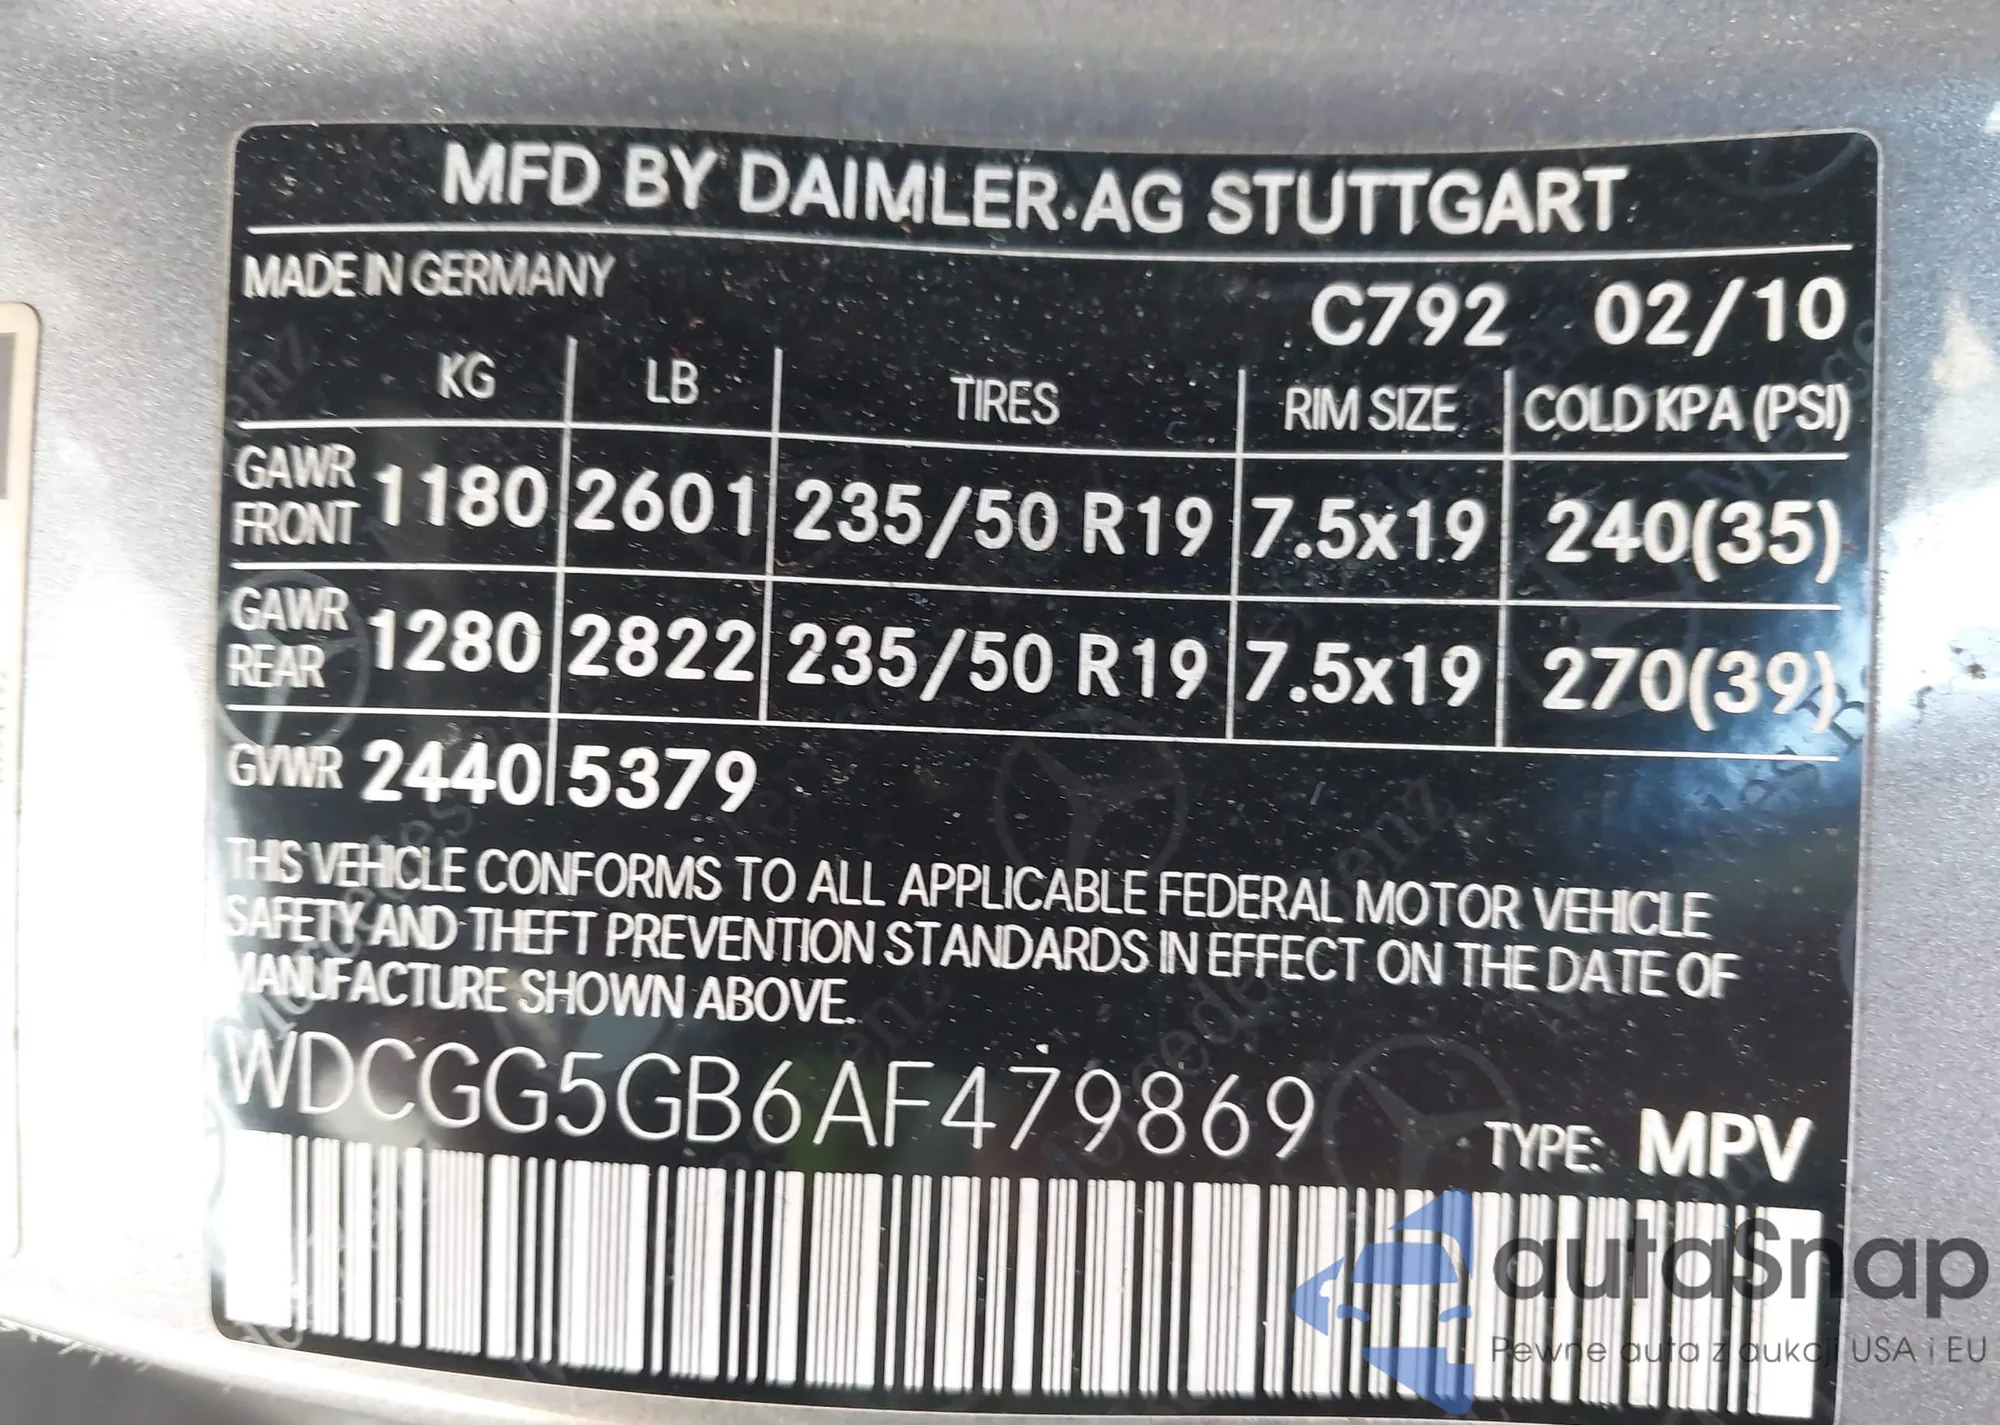 MFD BY DAIMLER AG STUTTGART
MADE IN GERMANY
C792 02/10
KG LB TIRES RIM SIZE COLD KPA (PSI)
GAWR FRONT 1180 2601 235/50 R19 7.5x19 240(35)
GAWR REAR 1280 2822 235/50 R19 7.5x19 270(39)
GVWR 2440 5379
THIS VEHICLE CONFORMS TO ALL APPLICABLE FEDERAL MOTOR VEHICLE
SAFETY AND THEFT PREVENTION STANDARDS IN EFFECT ON THE DATE OF
MANUFACTURE SHOWN ABOVE.
WDCGG5GB6AF479869
TYPE: MPV
autaSnap
Pewne auta z aukcji USA i EU